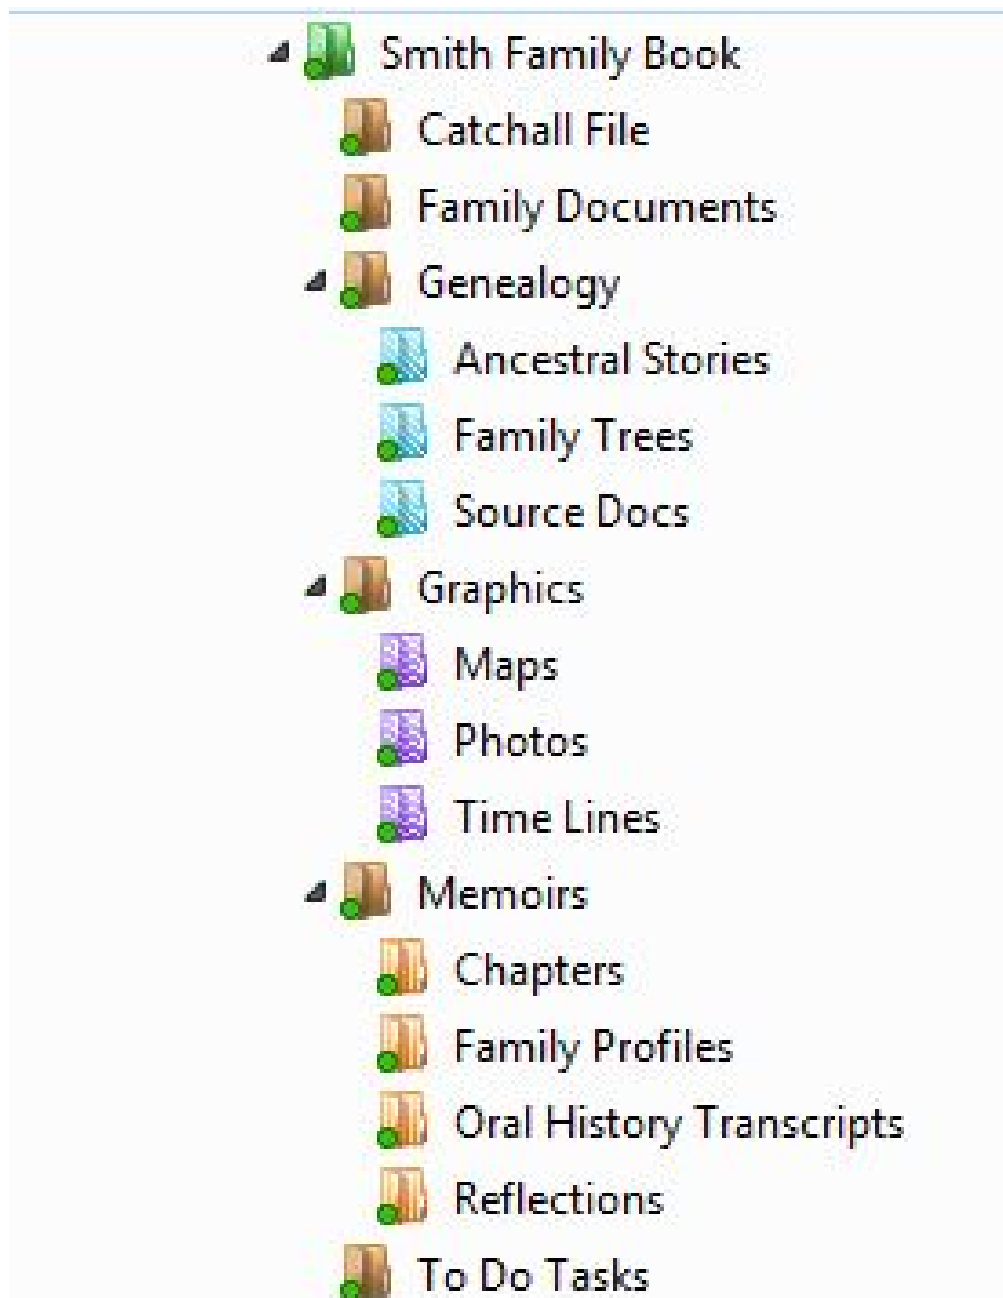 Smith Family Book
Catchall File
Family Documents
Genealogy
Ancestral Stories
Family Trees
Source Docs
Graphics
Maps
Photos
Time Lines
Memoirs
Chapters
Family Profiles
Oral History Transcripts
Reflections
To Do Tasks